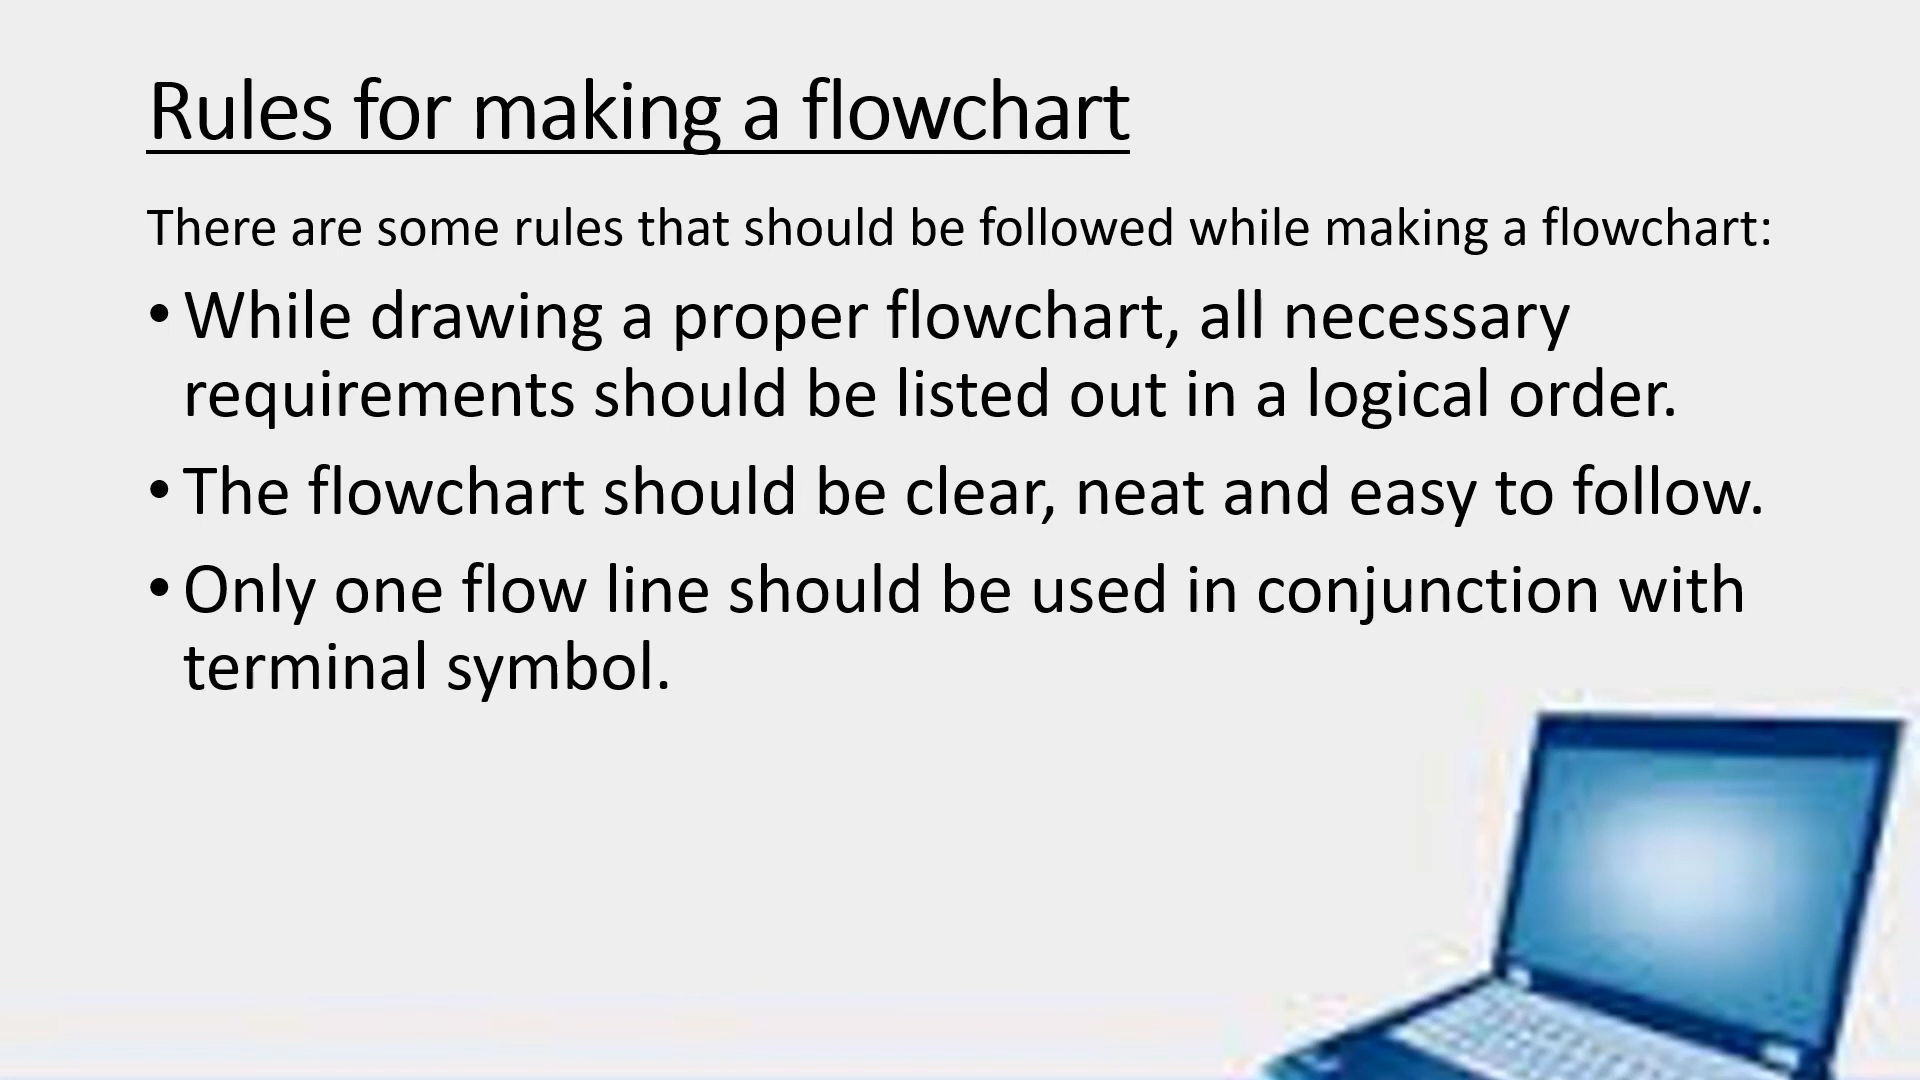 Rules for making a flowchart
There are some rules that should be followed while making a flowchart:
• While drawing a proper flowchart, all necessary
requirements should be listed out in a logical order.
• The flowchart should be clear, neat and easy to follow.
• Only one flow line should be used in conjunction with
terminal symbol.